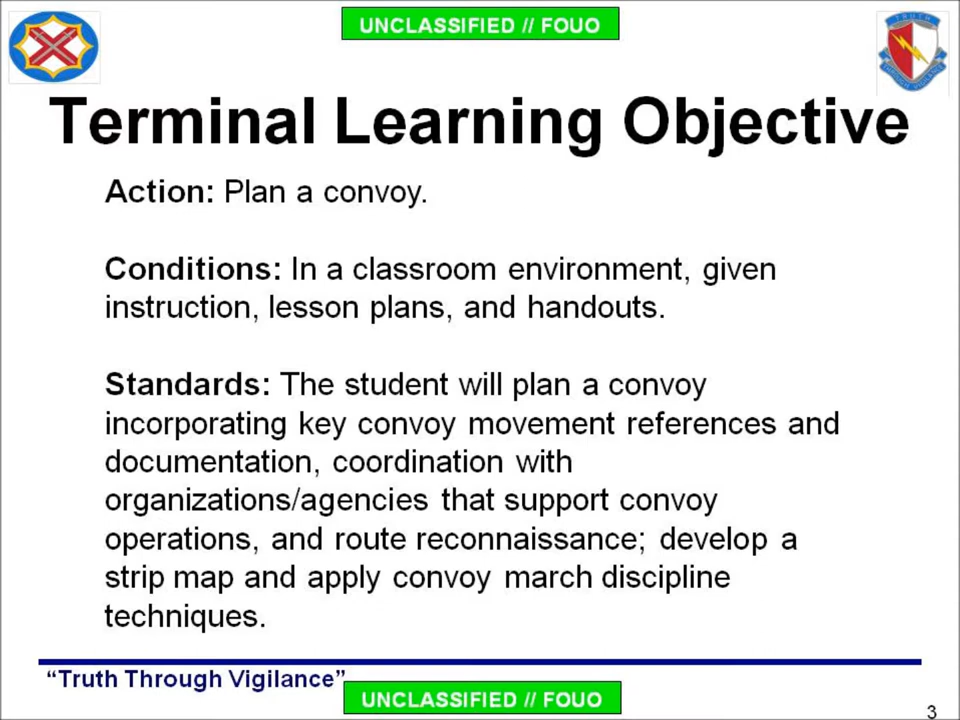 UNCLASSIFIED // FOUO
TRUTH
THROUGH VIGILANCE
Terminal Learning Objective
Action: Plan a convoy.
Conditions: In a classroom environment, given
instruction, lesson plans, and handouts.
Standards: The student will plan a convoy
incorporating key convoy movement references and
documentation, coordination with
organizations/agencies that support convoy
operations, and route reconnaissance; develop a
strip map and apply convoy march discipline
techniques.
“Truth Through Vigilance”
UNCLASSIFIED // FOUO
3